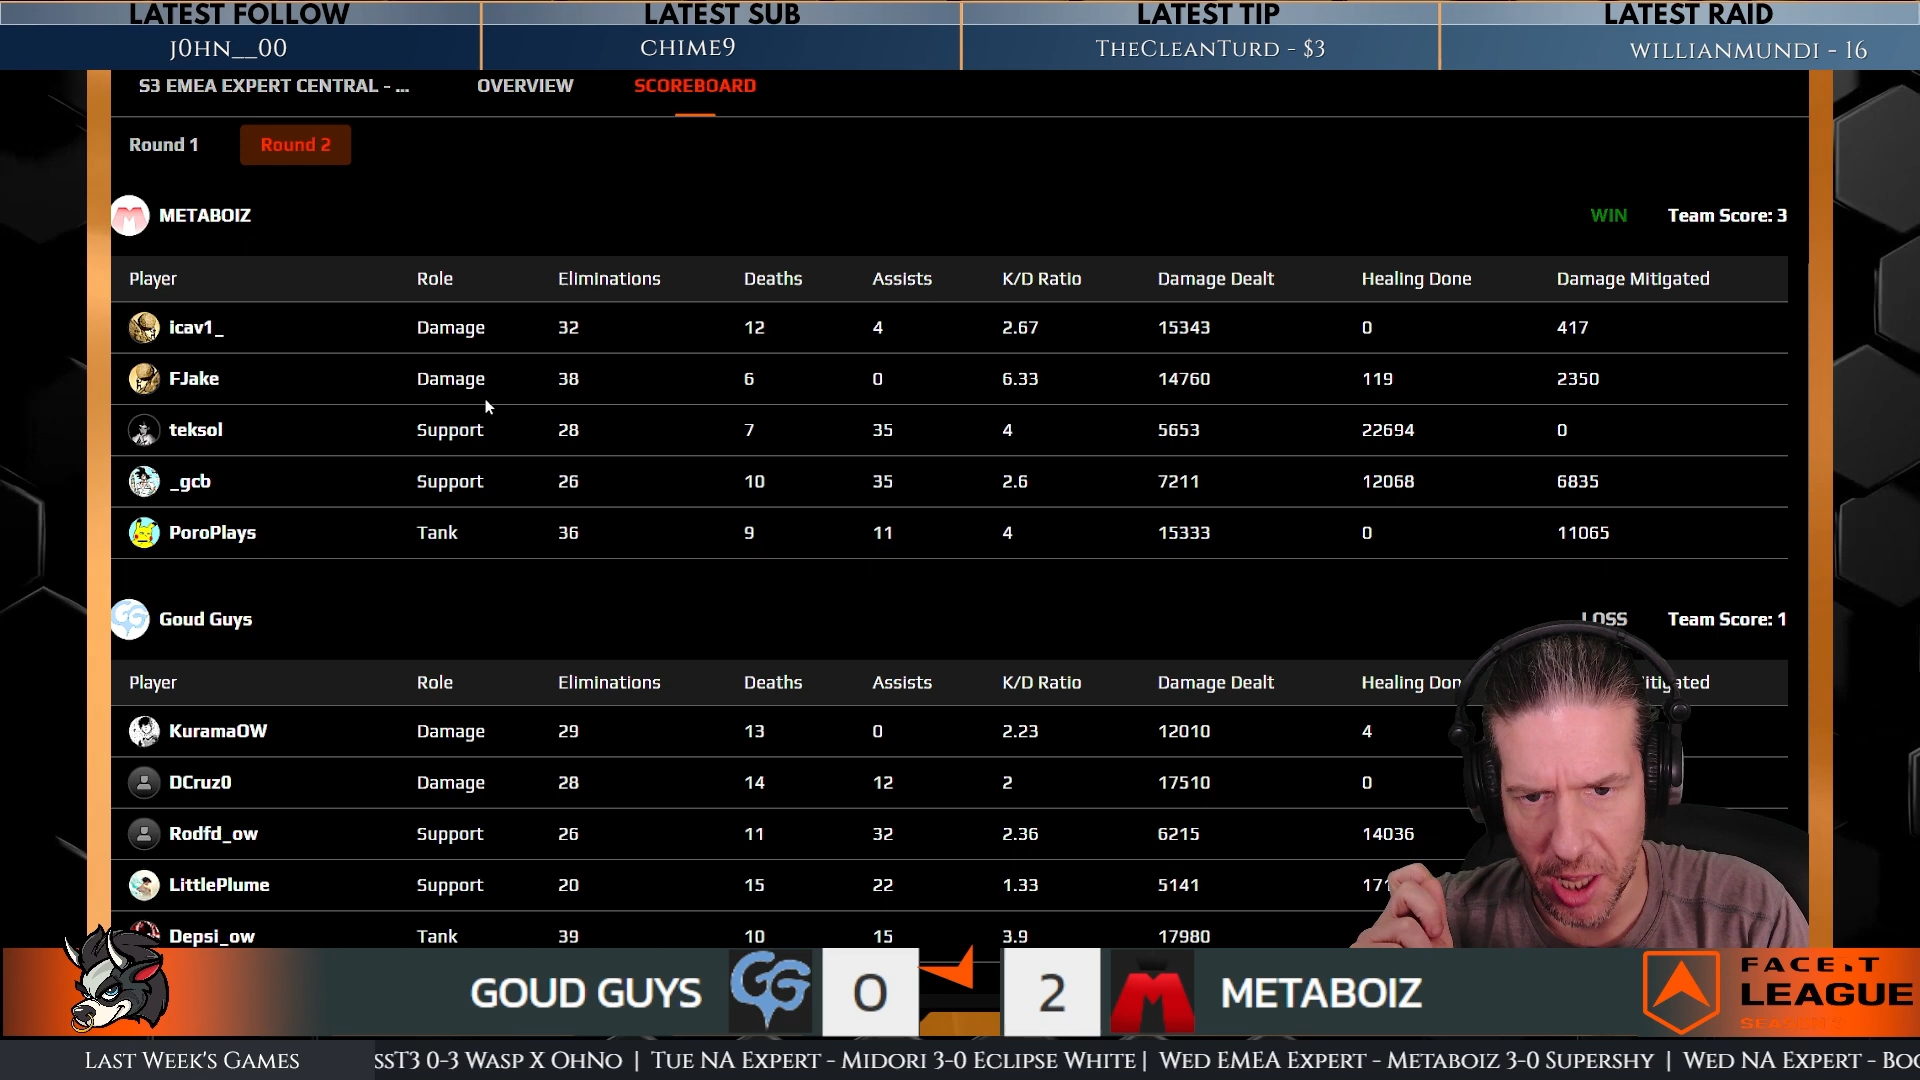 LATEST FOLLOW LATEST SUB LATEST TIP LATEST RAID
J0HN__00 CHIME9 THECLEANTURD - $3 WILLIANMUNDI - 16
S3 EMEA EXPERT CENTRAL - ... OVERVIEW SCOREBOARD
Round 1 Round 2
METABOIZ WIN Team Score: 3
Player Role Eliminations Deaths Assists K/D Ratio Damage Dealt Healing Done Damage Mitigated
icav1_ Damage 32 12 4 2.67 15343 0 417
FJake Damage 38 6 0 6.33 14760 119 2350
teksol Support 28 7 35 4 5653 22694 0
_gcb Support 26 10 35 2.6 7211 12068 6835
PoroPlays Tank 36 9 11 4 15333 0 11065
Goud Guys LOSS Team Score: 1
Player Role Eliminations Deaths Assists K/D Ratio Damage Dealt Healing
KuramaOW Damage 29 13 0 2.23 12010 4
DCruz0 Damage 28 14 12 2 17510 0
Rodfd_ow Support 26 11 32 2.36 6215 14036
LittlePlume Support 20 15 22 1.33 5141
Depsi_ow Tank 39 10 15 3.9 17980
GOUD GUYS GG 0 2 METABOIZ
FACEIT
LEAGUE
LAST WEEK'S GAMES SST3 0-3 WASP X OHNO | TUE NA EXPERT - MIDORI 3-0 ECLIPSE WHITE | WED EMEA EXPERT - METABOIZ 3-0 SUPERSHY | WED NA EXPERT -